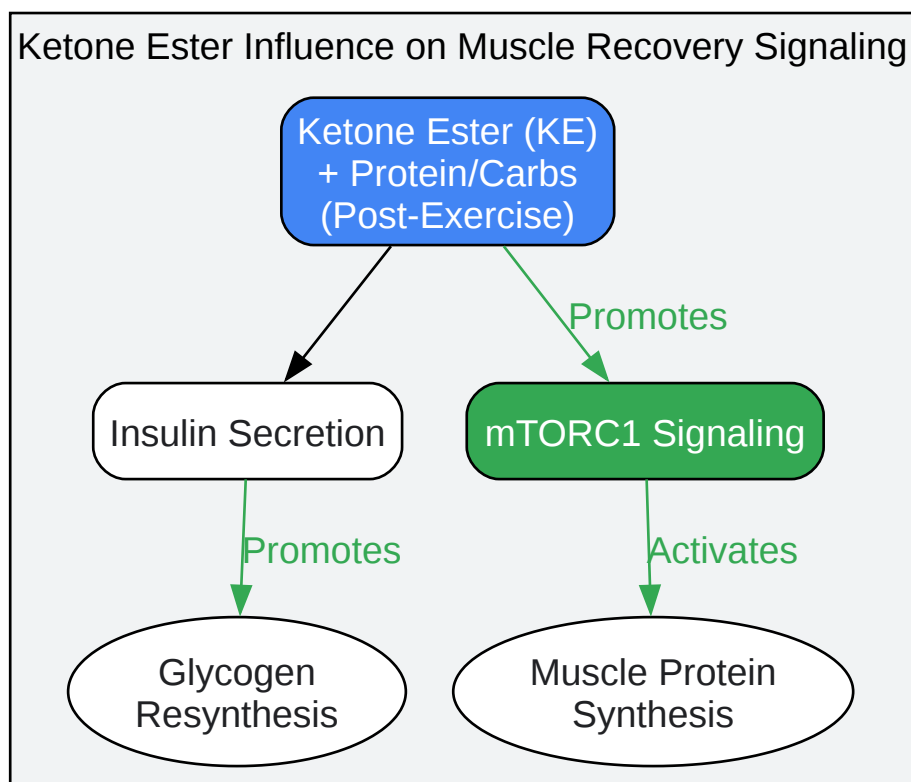 Ketone Ester Influence on Muscle Recovery Signaling
Ketone Ester (KE)
+ Protein/Carbs
(Post-Exercise)
Promotes
Insulin Secretion
mTORC1 Signaling
Promotes
Activates
Glycogen
Resynthesis
Muscle Protein
Synthesis